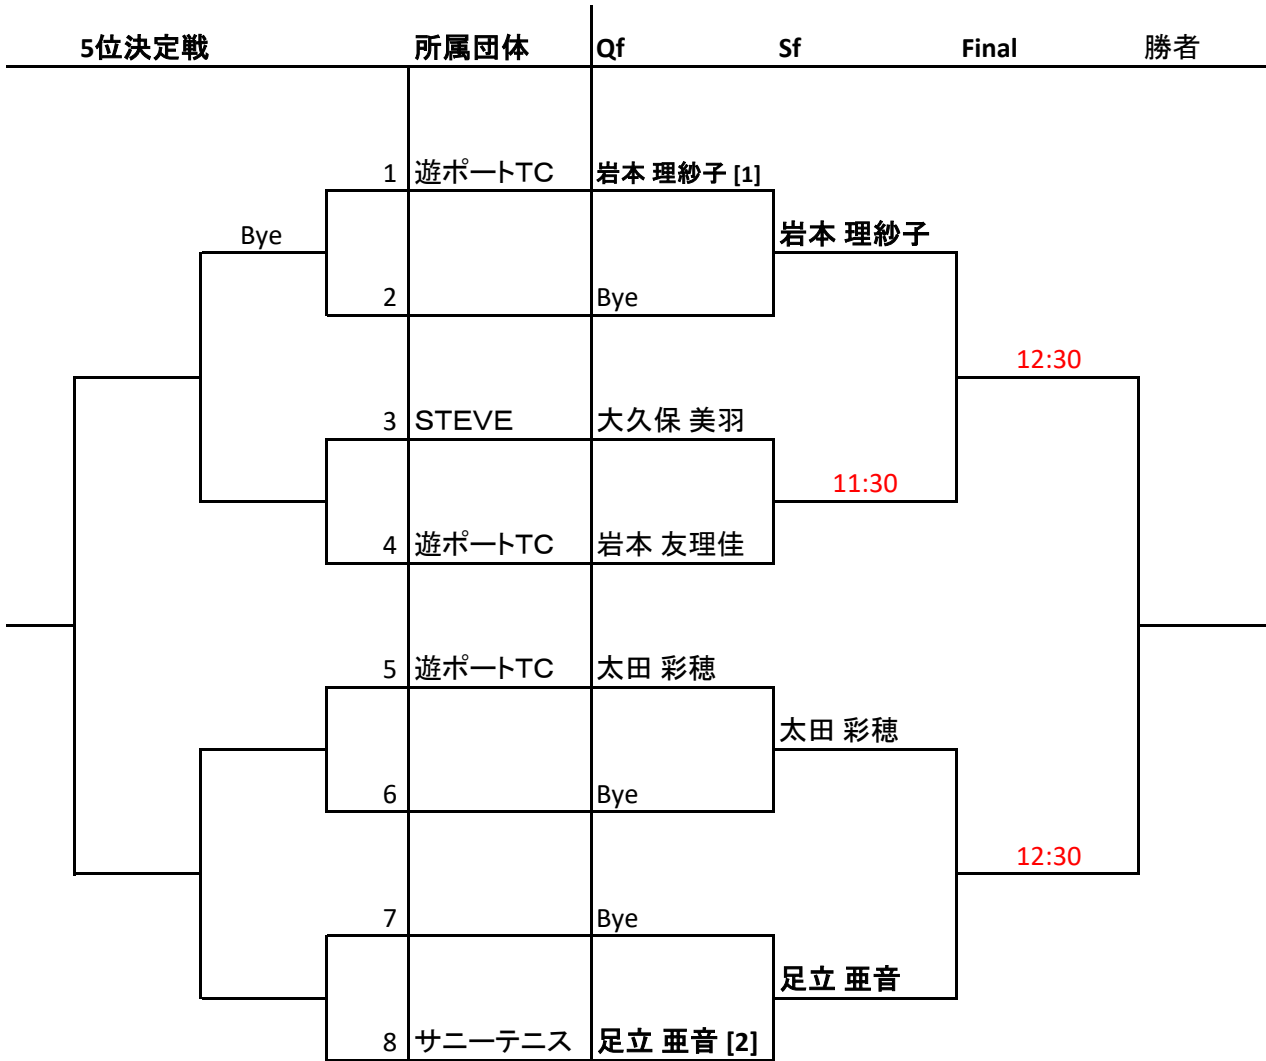 5位決定戦 所属団体 Qf Sf Final 勝者
1 遊ポートTC 岩本 理紗子 [1]
Bye 岩本 理紗子
2 Bye
12:30
3 STEVE 大久保 美羽
11:30
4 遊ポートTC 岩本 友理佳
5 遊ポートTC 太田 彩穂
太田 彩穂
6 Bye
12:30
7 Bye
足立 亜音
8 サニーテニス 足立 亜音 [2]